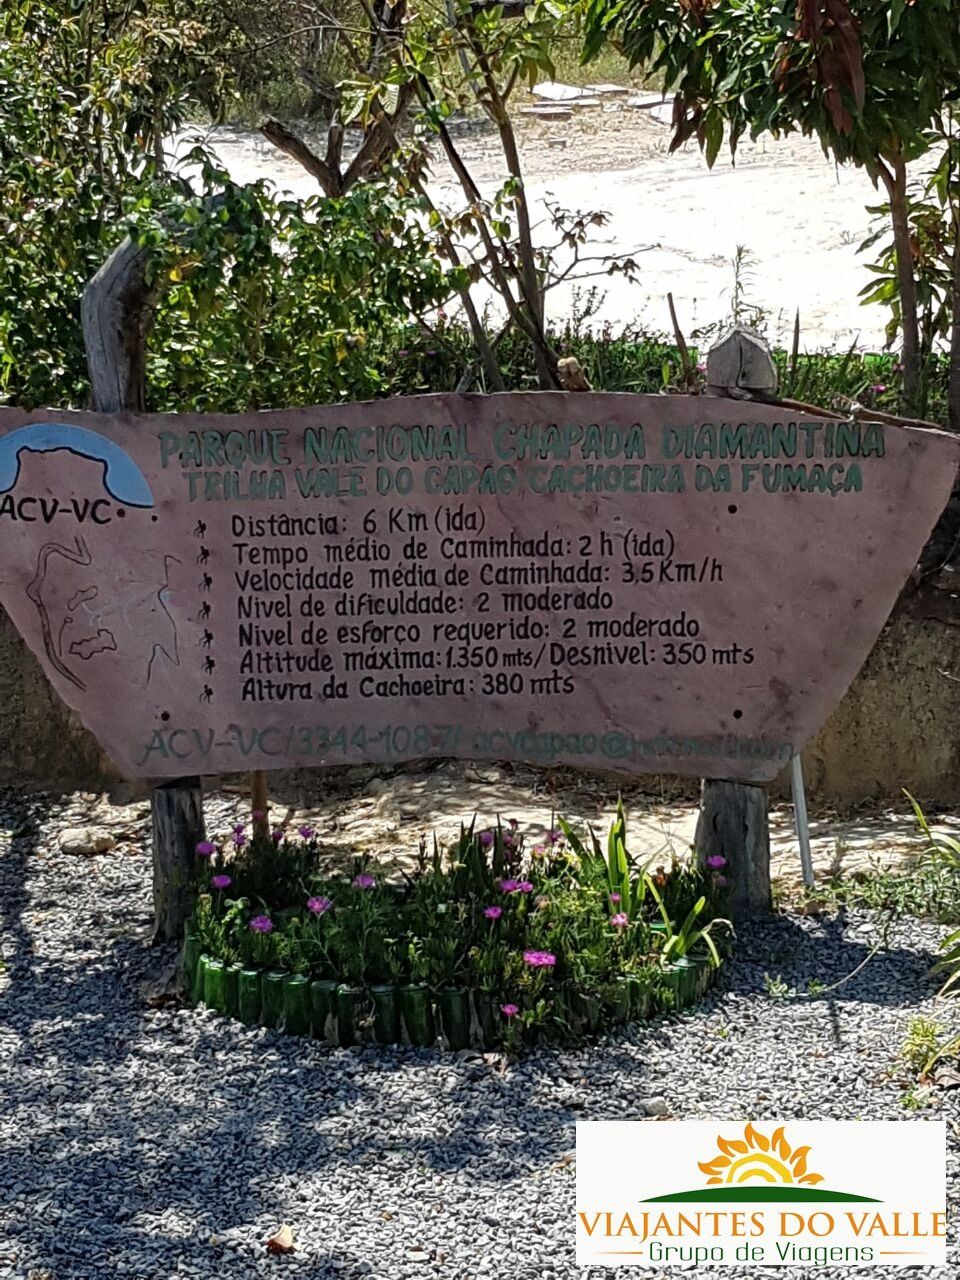 PARQUE NACIONAL CHAPADA DIAMANTINA
TRILHA VALE DO CAPÃO CACHOEIRA DA FUMAÇA
ACV-VC
Distância: 6 Km (ida)
Tempo médio de Caminhada: 2 h (ida)
Velocidade média de Caminhada: 3,5 Km/h
Nivel de dificuldade: 2 moderado
Nivel de esforço requerido: 2 moderado
Altitude máxima: 1.350 mts/Desnivel: 350 mts
Altura da Cachoeira: 380 mts
ACV-VC/3344-1087/
VIAJANTES DO VALLE
Grupo de Viagens